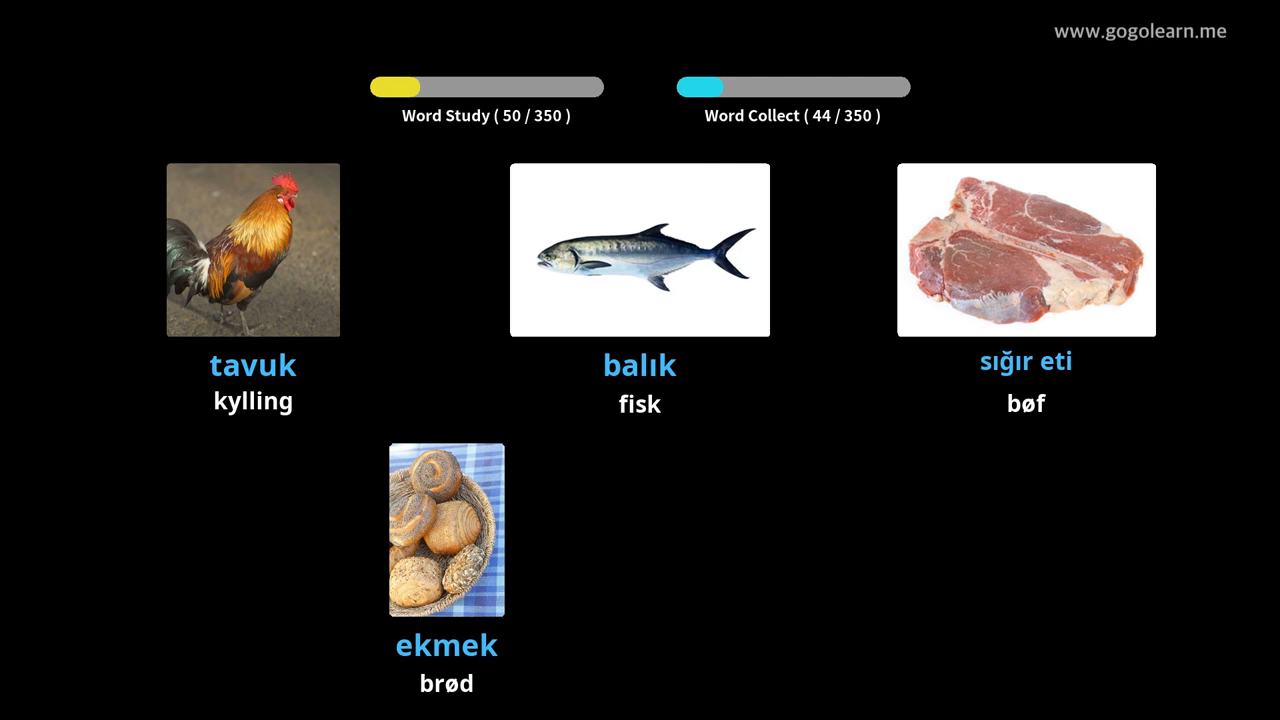 www.gogolearn.me
Word Study ( 50 / 350 )
Word Collect ( 44 / 350 )
tavuk
kylling
balık
fisk
sığır eti
bøf
ekmek
brød